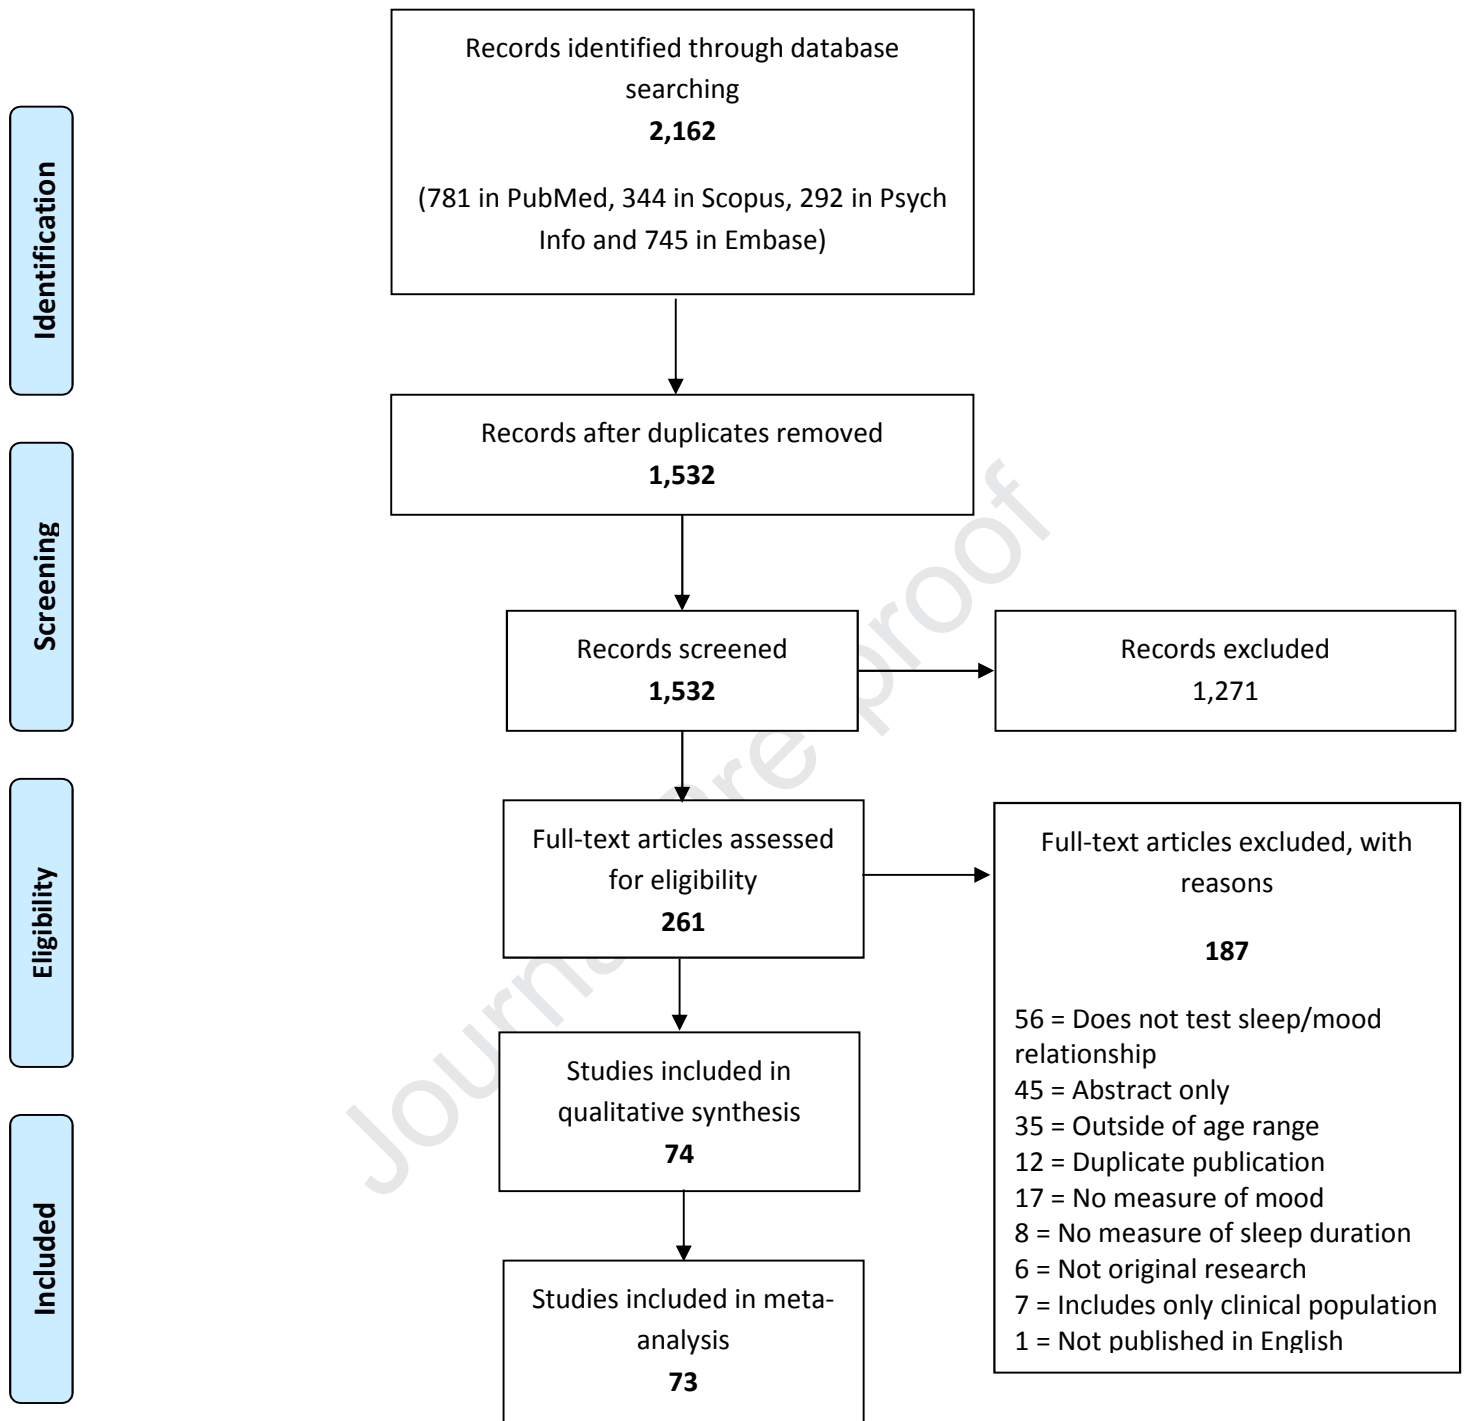 Records identified through database
searching
2,162
(781 in PubMed, 344 in Scopus, 292 in Psych
Info and 745 in Embase)
Identification
Records after duplicates removed
1,532
Screening
Records screened
1,532
Records excluded
1,271
Eligibility
Full-text articles assessed
for eligibility
261
Full-text articles excluded, with
reasons
187
56 = Does not test sleep/mood
relationship
45 = Abstract only
35 = Outside of age range
12 = Duplicate publication
17 = No measure of mood
8 = No measure of sleep duration
6 = Not original research
7 = Includes only clinical population
1 = Not published in English
Studies included in
qualitative synthesis
74
Included
Studies included in meta-
analysis
73
Journal Pre-proof